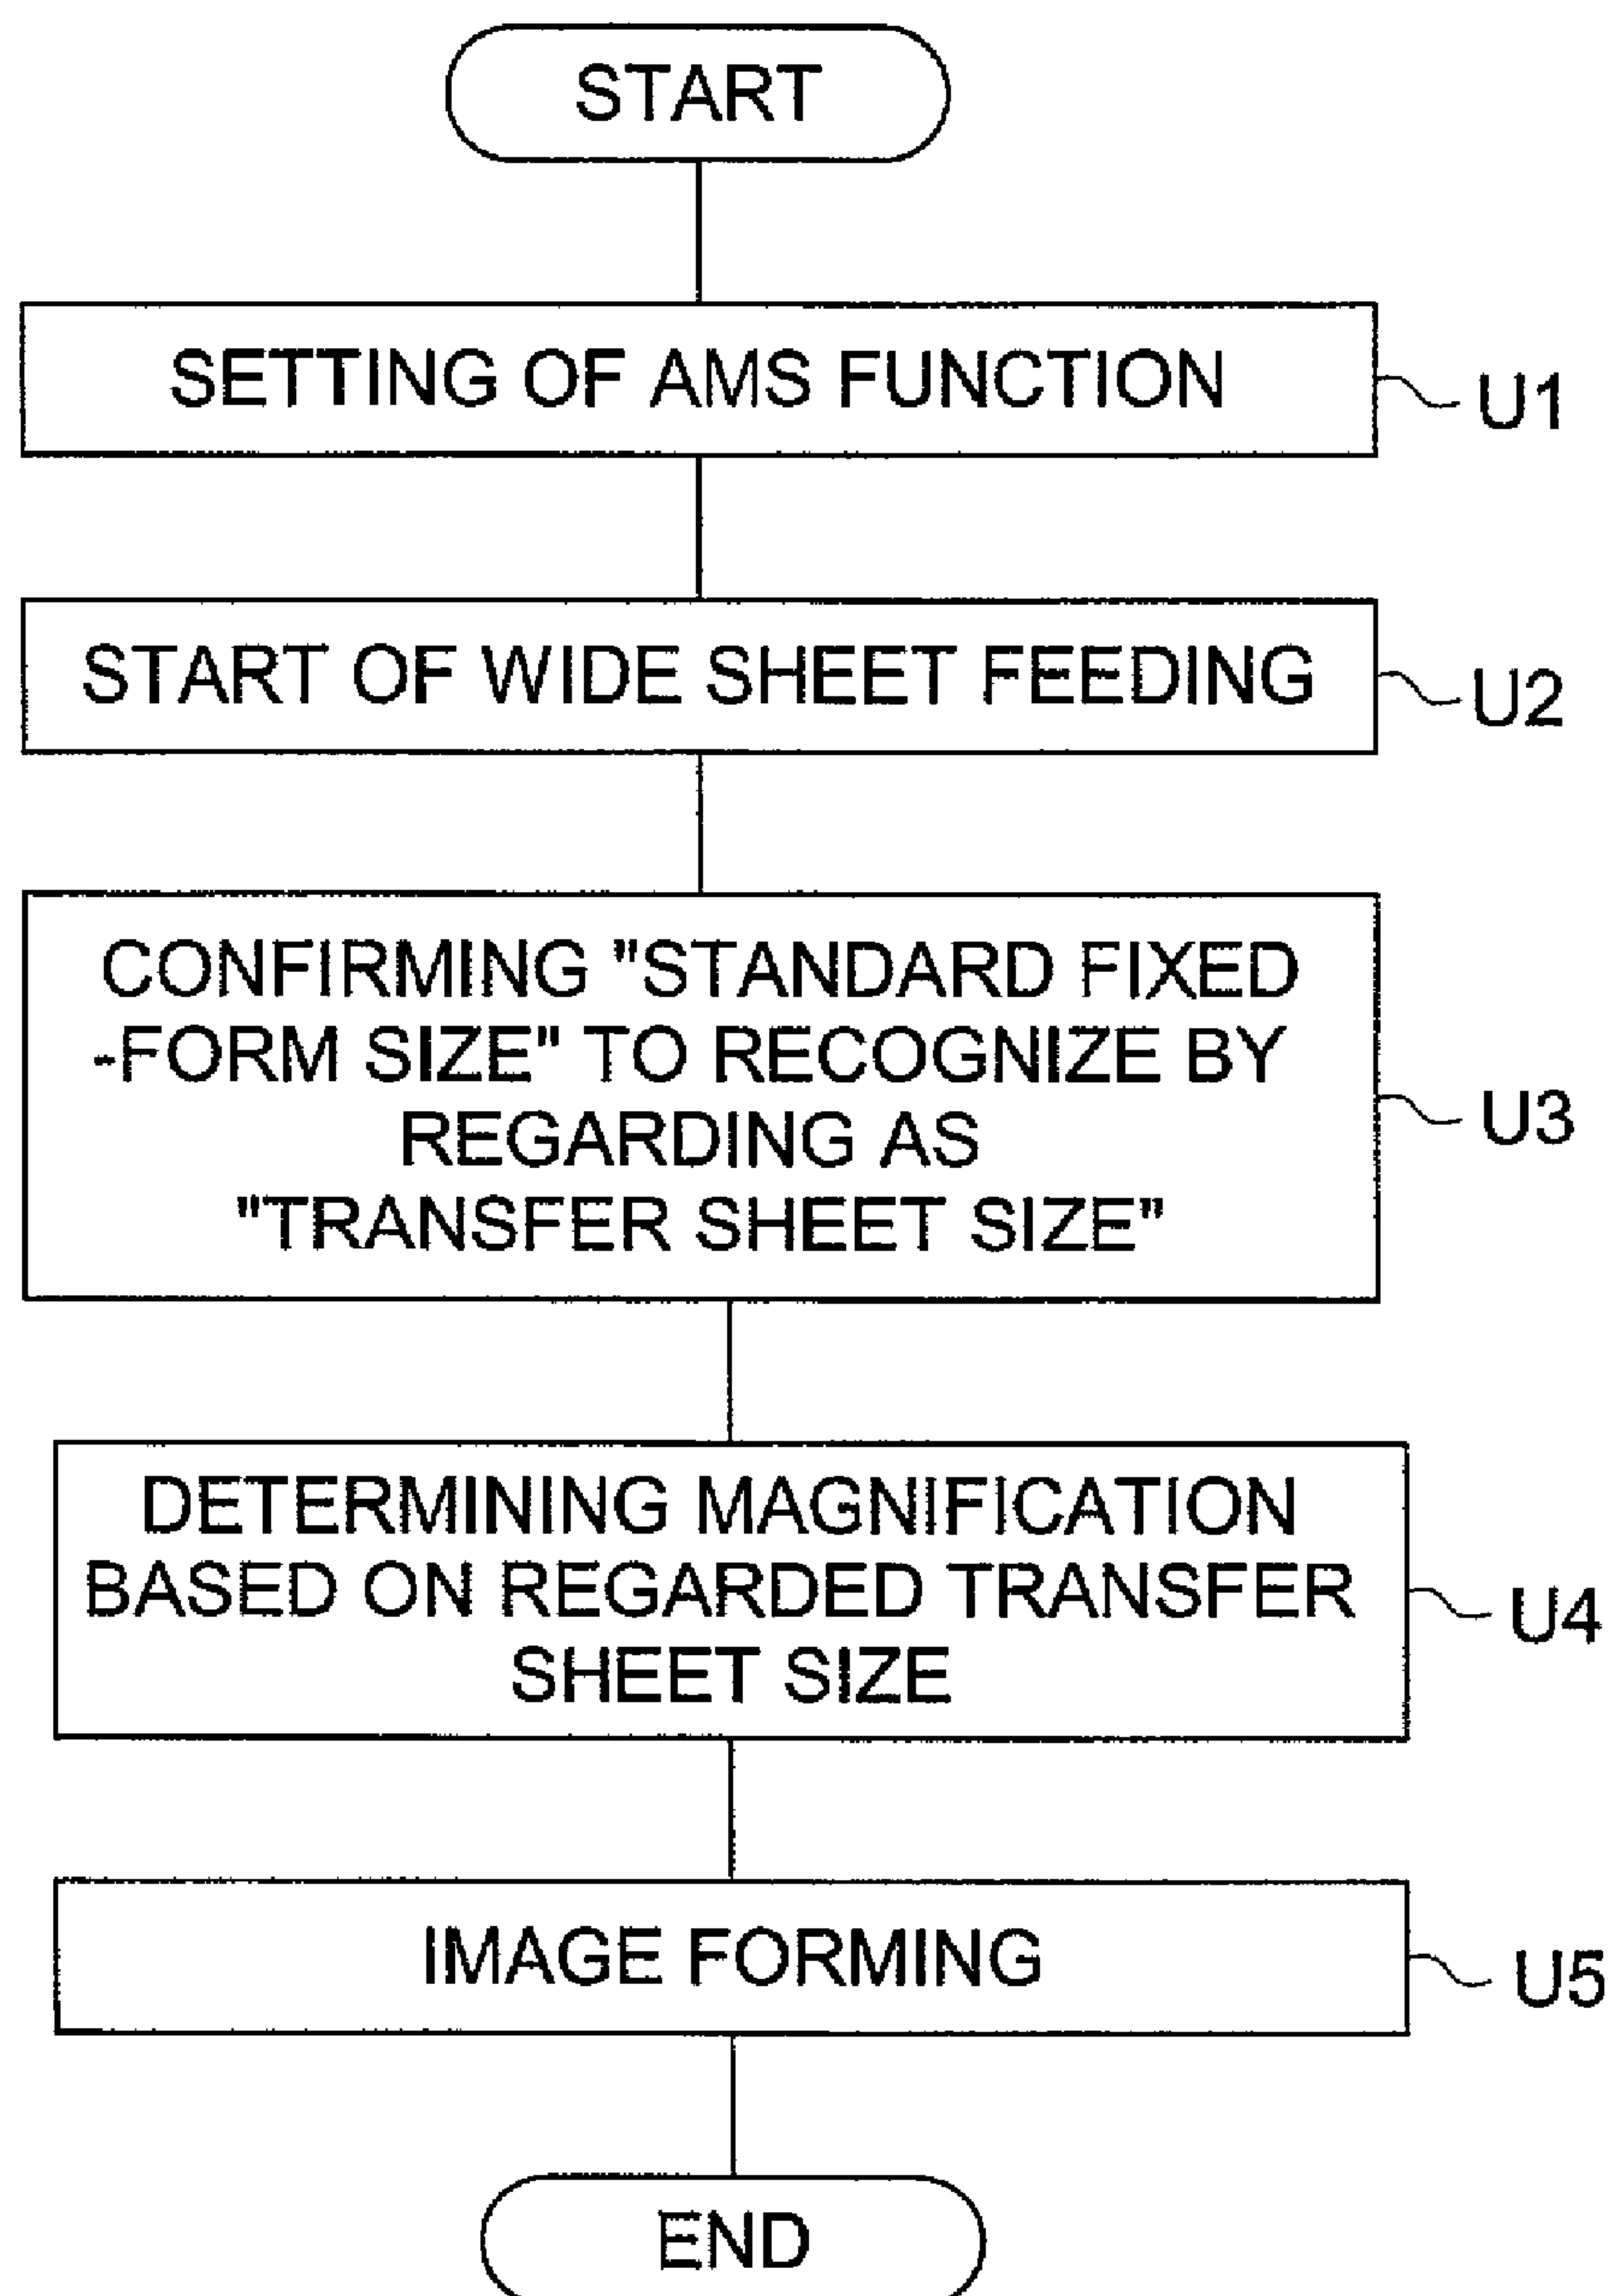 START
SETTING OF AMS FUNCTION
U1
START OF WIDE SHEET FEEDING
U2
CONFIRMING "STANDARD FIXED
-FORM SIZE" TO RECOGNIZE BY
REGARDING AS
"TRANSFER SHEET SIZE"
U3
DETERMINING MAGNIFICATION
BASED ON REGARDED TRANSFER
SHEET SIZE
U4
IMAGE FORMING
U5
END